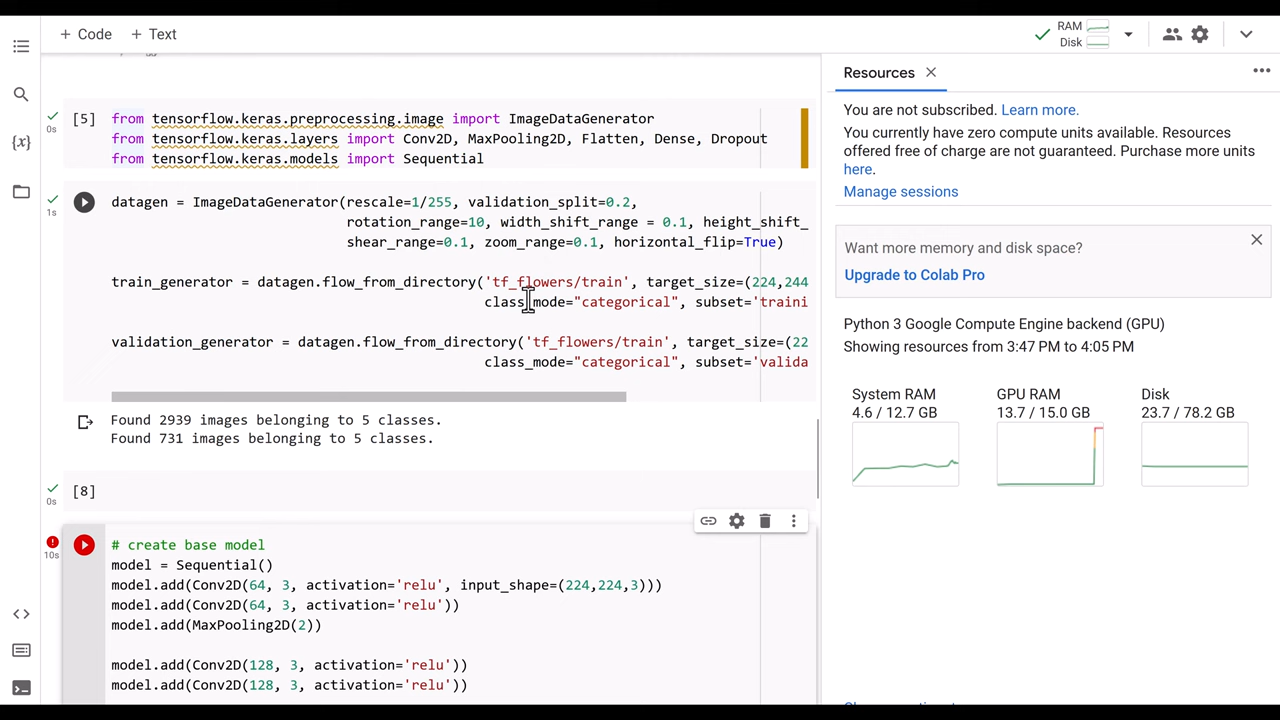 + Code + Text
RAM
Disk
Resources
You are not subscribed. Learn more.
You currently have zero compute units available. Resources
offered free of charge are not guaranteed. Purchase more units
here.
Manage sessions
Want more memory and disk space?
Upgrade to Colab Pro
Python 3 Google Compute Engine backend (GPU)
Showing resources from 3:47 PM to 4:05 PM
System RAM
4.6 / 12.7 GB
GPU RAM
13.7 / 15.0 GB
Disk
23.7 / 78.2 GB
[5]
0s
from tensorflow.keras.preprocessing.image import ImageDataGenerator
from tensorflow.keras.layers import Conv2D, MaxPooling2D, Flatten, Dense, Dropout
from tensorflow.keras.models import Sequential
1s
datagen = ImageDataGenerator(rescale=1/255, validation_split=0.2,
rotation_range=10, width_shift_range = 0.1, height_shift_
shear_range=0.1, zoom_range=0.1, horizontal_flip=True)
train_generator = datagen.flow_from_directory('tf_flowers/train', target_size=(224,244
class_mode="categorical", subset='traini
validation_generator = datagen.flow_from_directory('tf_flowers/train', target_size=(22
class_mode="categorical", subset='valida
Found 2939 images belonging to 5 classes.
Found 731 images belonging to 5 classes.
[8]
0s
10s
# create base model
model = Sequential()
model.add(Conv2D(64, 3, activation='relu', input_shape=(224,224,3)))
model.add(Conv2D(64, 3, activation='relu'))
model.add(MaxPooling2D(2))
model.add(Conv2D(128, 3, activation='relu'))
model.add(Conv2D(128, 3, activation='relu'))